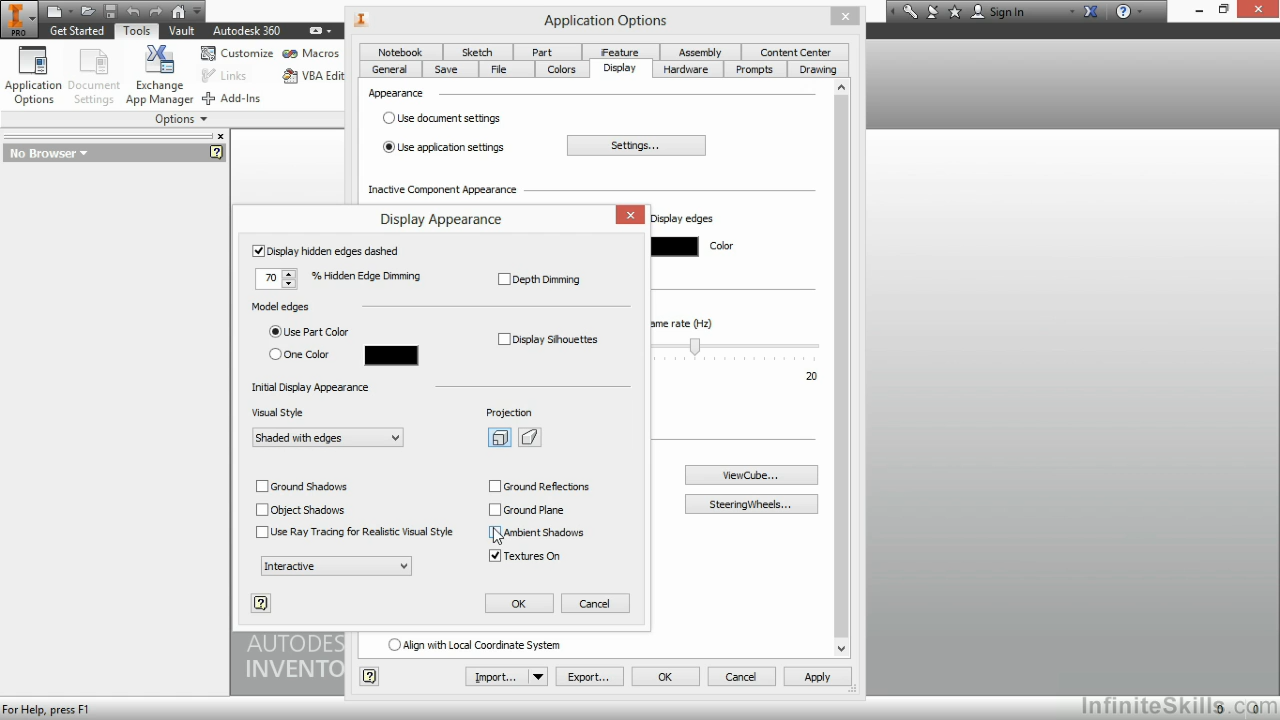 PRO
Get Started
Tools
Vault
Autodesk 360
Sign In
Application Options
Document Settings
Exchange App Manager
Customize
Links
Add-Ins
Macros
VBA Edit
Options
No Browser
Application Options
Notebook
Sketch
Part
iFeature
Assembly
Content Center
General
Save
File
Colors
Display
Hardware
Prompts
Drawing
Appearance
Use document settings
Use application settings
Settings...
Inactive Component Appearance
Display edges
Color
ame rate (Hz)
20
ViewCube...
SteeringWheels...
Display Appearance
Display hidden edges dashed
70
% Hidden Edge Dimming
Depth Dimming
Model edges
Use Part Color
One Color
Display Silhouettes
Initial Display Appearance
Visual Style
Projection
Shaded with edges
Ground Shadows
Ground Reflections
Object Shadows
Ground Plane
Use Ray Tracing for Realistic Visual Style
Ambient Shadows
Textures On
Interactive
OK
Cancel
AUTODES
INVENTO
Align with Local Coordinate System
Import...
Export...
OK
Cancel
Apply
For Help, press F1
0 0
InfiniteSkills.com